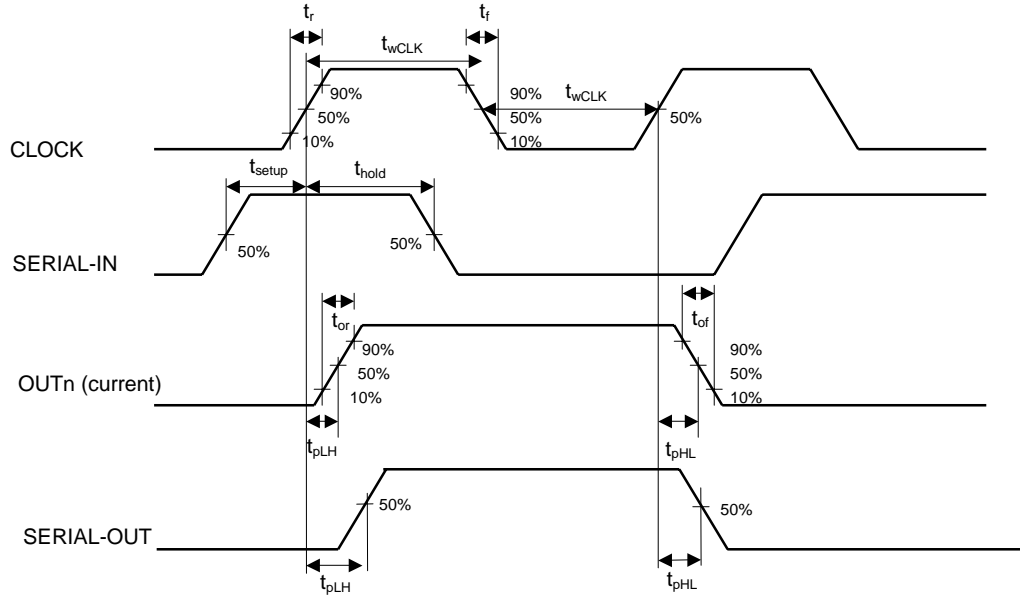 tr
tf
twCLK
90%
50%
10%
90%
50%
10%
twCLK
50%
CLOCK
tsetup
thold
50%
50%
SERIAL-IN
tor
90%
50%
10%
tof
90%
50%
10%
OUTn (current)
tpLH
tpHL
50%
50%
SERIAL-OUT
tpLH
tpHL